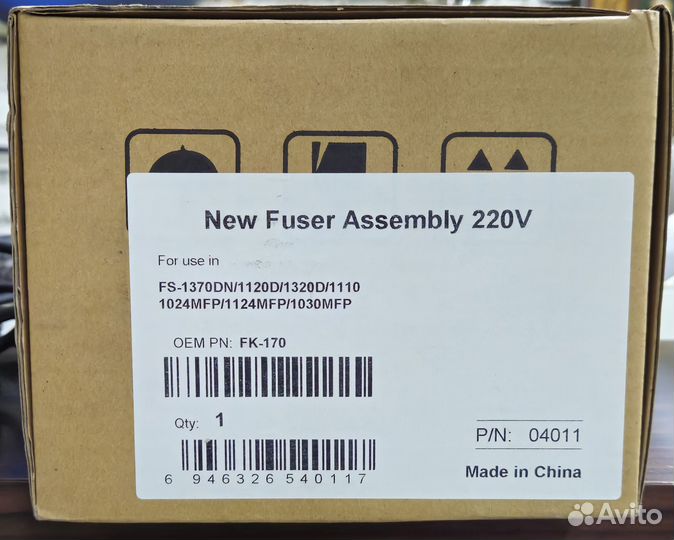 New Fuser Assembly 220V
For use in
FS-1370DN/1120D/1320D/1110
1024MFP/1124MFP/1030MFP
OEM PN: FK-170
Qty: 1
6 946326 540117
P/N: 04011
Made in China
Avito